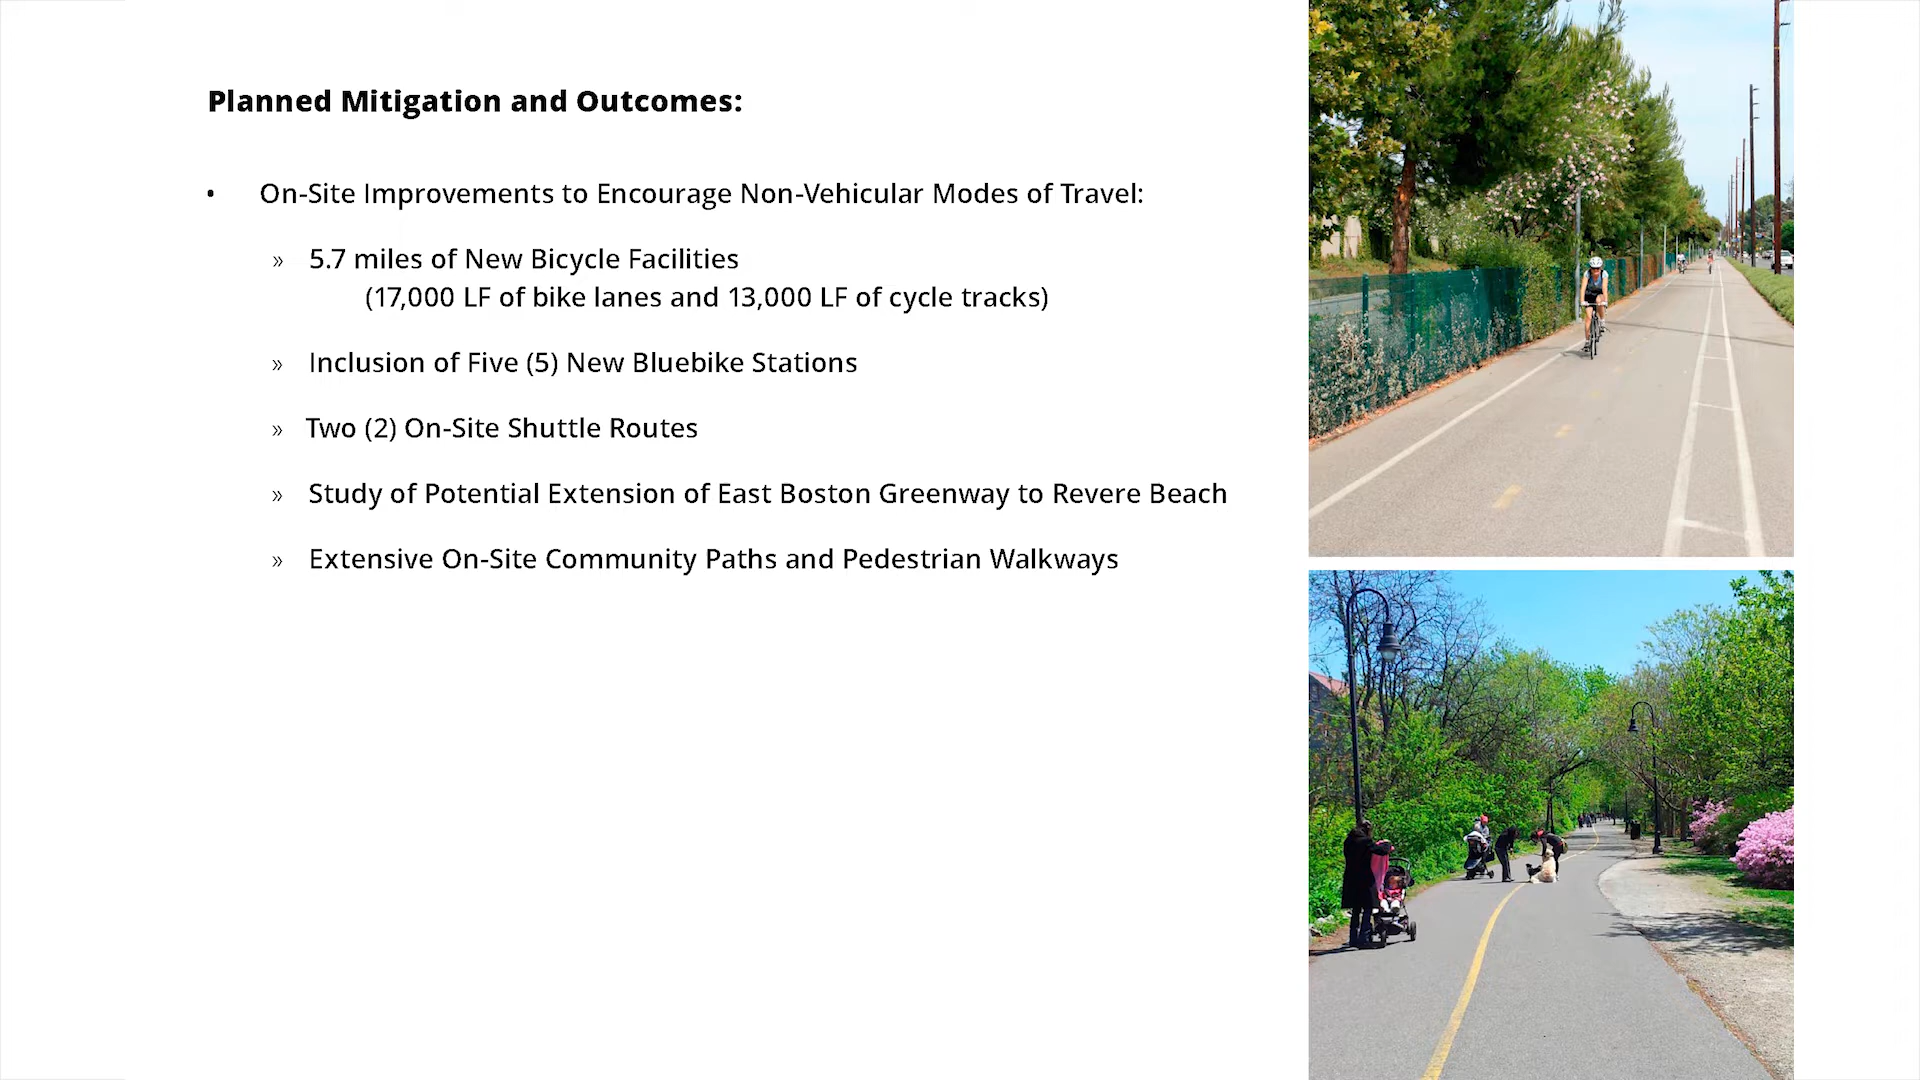 Planned Mitigation and Outcomes:
• On-Site Improvements to Encourage Non-Vehicular Modes of Travel:
» 5.7 miles of New Bicycle Facilities
(17,000 LF of bike lanes and 13,000 LF of cycle tracks)
» Inclusion of Five (5) New Bluebike Stations
» Two (2) On-Site Shuttle Routes
» Study of Potential Extension of East Boston Greenway to Revere Beach
» Extensive On-Site Community Paths and Pedestrian Walkways